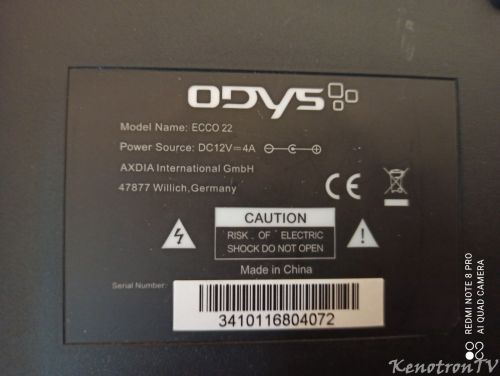 ODYS
Model Name: ECCO 22
Power Source: DC12V⎓4A
AXDIA International GmbH
47877 Willich,Germany
CE
CAUTION
RISK . OF ' ELECTRIC
SHOCK DO NOT OPEN
!
Made in China
Serial Number:
3410116804072
REDMI NOTE 8 PRO
AI QUAD CAMERA
KenotronTV